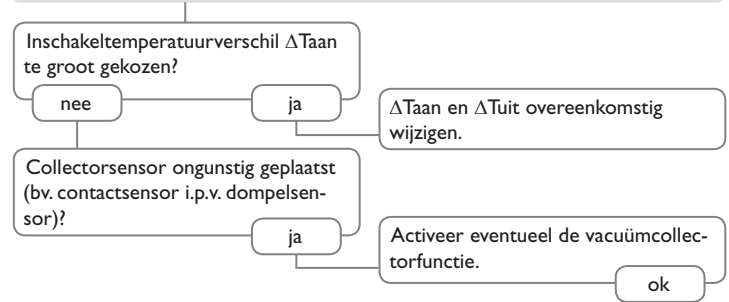 Inschakeltemperatuurverschil ΔTaan
te groot gekozen?
nee
ja
ΔTaan en ΔTuit overeenkomstig
wijzigen.
Collectorsensor ongunstig geplaatst
(bv. contactsensor i.p.v. dompelsen-
sor)?
ja
Activeer eventueel de vacuümcollec-
torfunctie.
ok